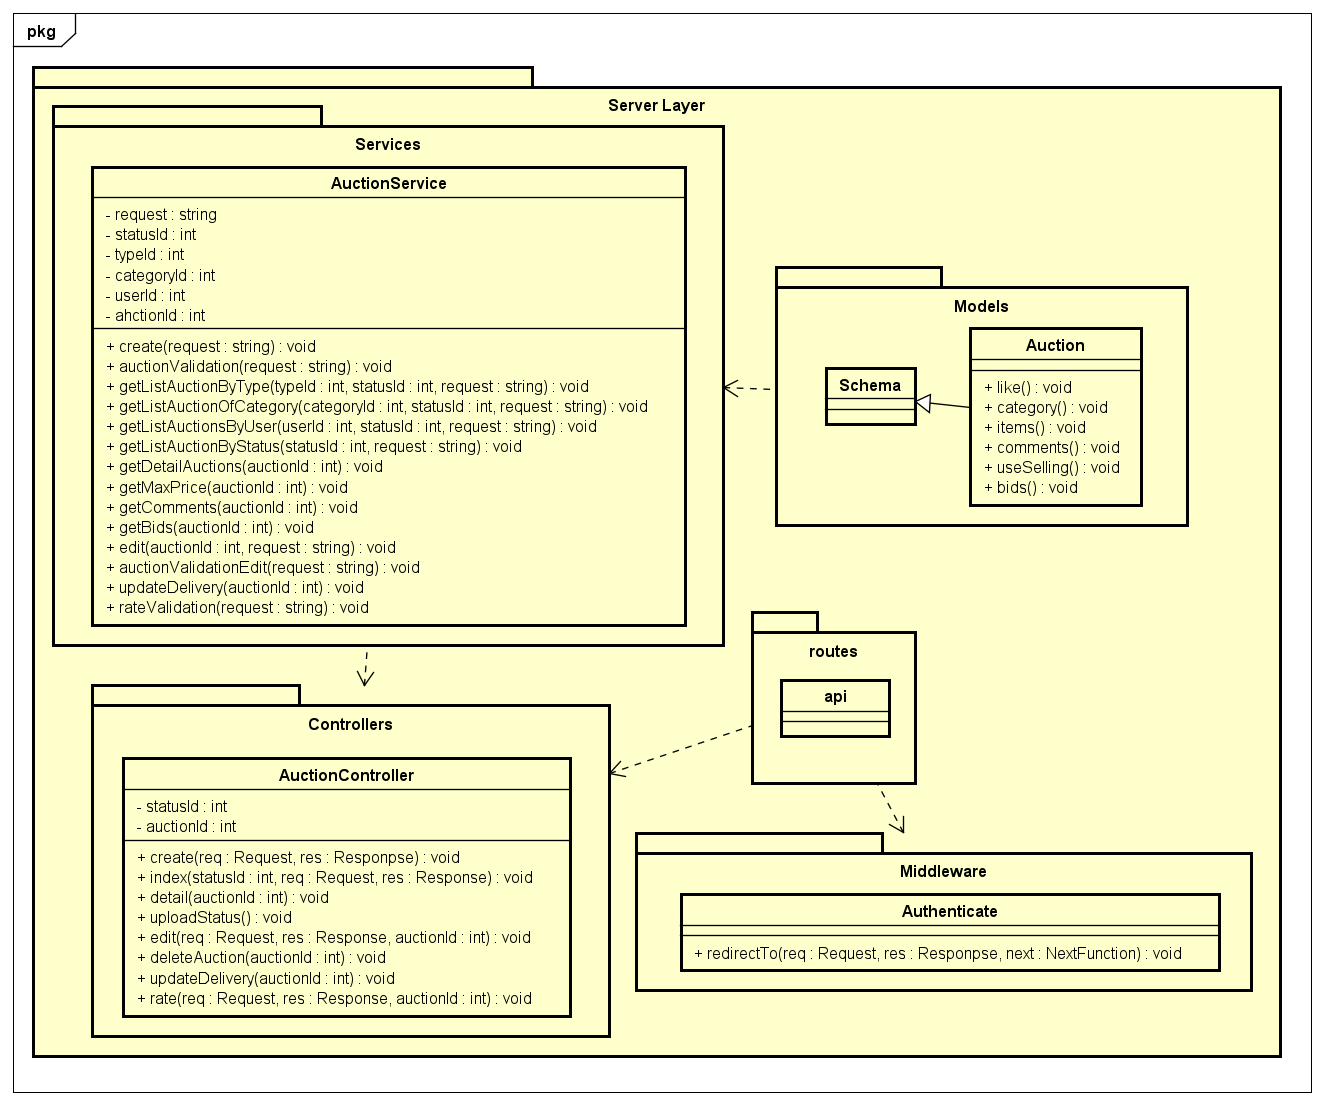 pkg
Server Layer
Services
AuctionService
- request : string
- statusId : int
- typeId : int
- categoryId : int
- userId : int
- ahctionId : int
+ create(request : string) : void
+ auctionValidation(request : string) : void
+ getListAuctionByType(typeId : int, statusId : int, request : string) : void
+ getListAuctionOfCategory(categoryId : int, statusId : int, request : string) : void
+ getListAuctionsByUser(userId : int, statusId : int, request : string) : void
+ getListAuctionByStatus(statusId : int, request : string) : void
+ getDetailAuctions(auctionId : int) : void
+ getMaxPrice(auctionId : int) : void
+ getComments(auctionId : int) : void
+ getBids(auctionId : int) : void
+ edit(auctionId : int, request : string) : void
+ auctionValidationEdit(request : string) : void
+ updateDelivery(auctionId : int) : void
+ rateValidation(request : string) : void
Models
Schema
Auction
+ like() : void
+ category() : void
+ items() : void
+ comments() : void
+ useSelling() : void
+ bids() : void
routes
api
Controllers
AuctionController
- statusId : int
- auctionId : int
+ create(req : Request, res : Responpse) : void
+ index(statusId : int, req : Request, res : Response) : void
+ detail(auctionId : int) : void
+ uploadStatus() : void
+ edit(req : Request, res : Response, auctionId : int) : void
+ deleteAuction(auctionId : int) : void
+ updateDelivery(auctionId : int) : void
+ rate(req : Request, res : Response, auctionId : int) : void
Middleware
Authenticate
+ redirectTo(req : Request, res : Responpse, next : NextFunction) : void